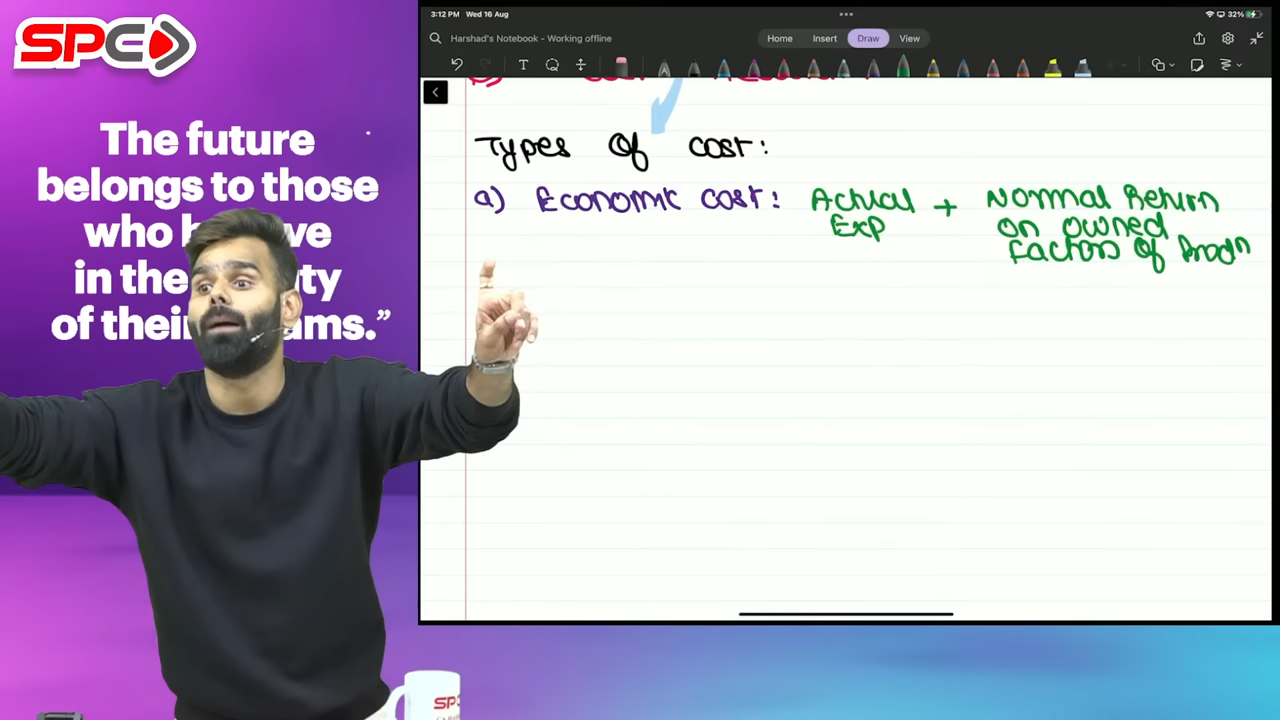 SPC
3:12 PM Wed 16 Aug
32%
Harshad's Notebook - Working offline
Home Insert Draw View
The future
belongs to those
who
in the
of their
Types Of cost:
a) Economic cost: Actual Exp + Normal Return on owned Factors of Prodn
SPC